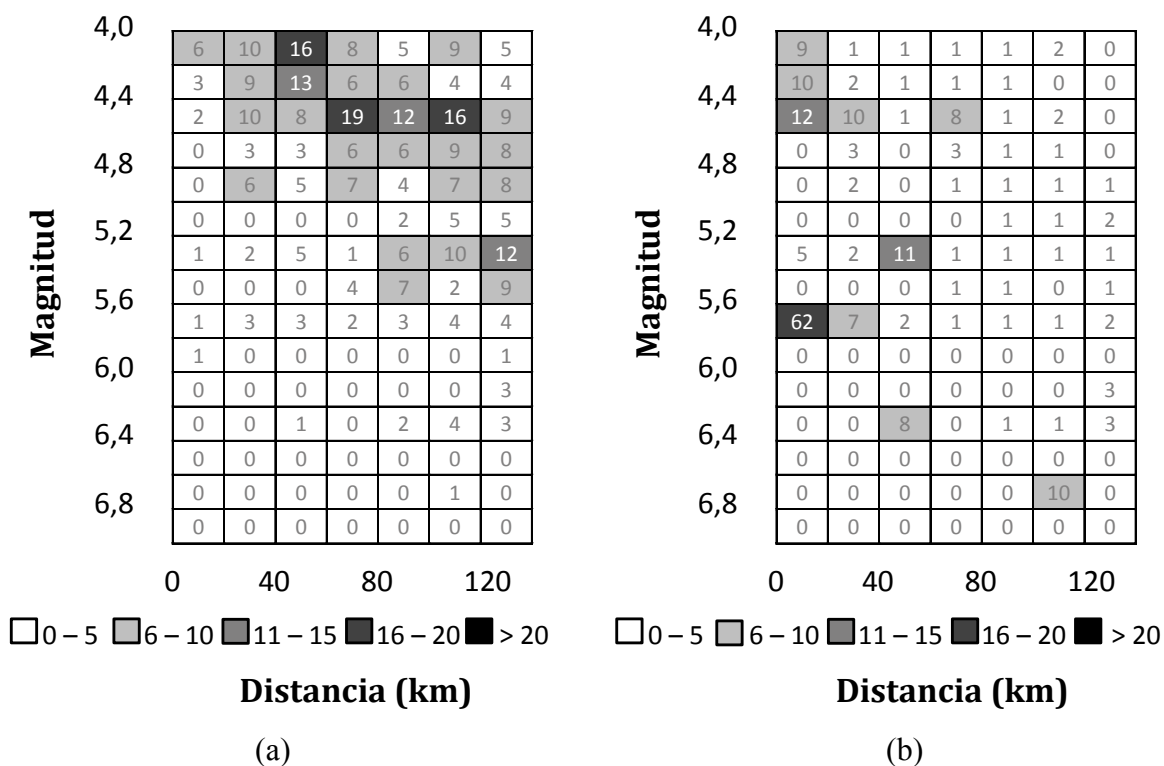 4,0
6 10 16 8 5 9 5
3 9 13 6 6 4 4
4,4
2 10 8 19 12 16 9
0 3 3 6 6 9 8
4,8
0 6 5 7 4 7 8
0 0 0 0 2 5 5
5,2
1 2 5 1 6 10 12
0 0 0 4 7 2 9
5,6
1 3 3 2 3 4 4
1 0 0 0 0 0 1
6,0
0 0 0 0 0 0 3
0 0 1 0 2 4 3
6,4
0 0 0 0 0 0 0
0 0 0 0 0 1 0
6,8
0 0 0 0 0 0 0
Magnitud
0 40 80 120
0 – 5 6 – 10 11 – 15 16 – 20 > 20
Distancia (km)
(a)
4,0
9 1 1 1 1 2 0
10 2 1 1 1 0 0
4,4
12 10 1 8 1 2 0
0 3 0 3 1 1 0
4,8
0 2 0 1 1 1 1
0 0 0 0 1 1 2
5,2
5 2 11 1 1 1 1
0 0 0 1 1 0 1
5,6
62 7 2 1 1 1 2
0 0 0 0 0 0 0
6,0
0 0 0 0 0 0 3
0 0 8 0 1 1 3
6,4
0 0 0 0 0 0 0
0 0 0 0 0 10 0
6,8
0 0 0 0 0 0 0
Magnitud
0 40 80 120
0 – 5 6 – 10 11 – 15 16 – 20 > 20
Distancia (km)
(b)